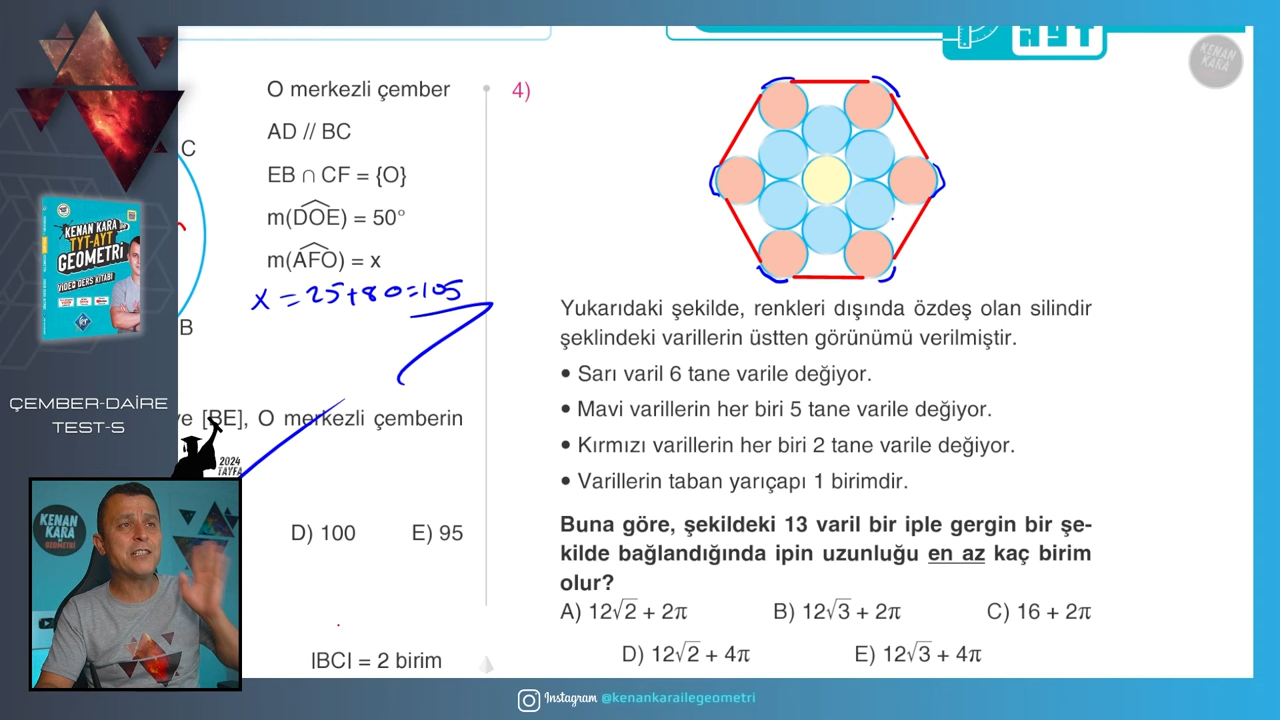 AYT
KENAN KARA
O merkezli çember
AD // BC
EB ∩ CF = {O}
m(DOE) = 50°
m(AFO) = x
x = 25+80=105
C
B
ve [BE], O merkezli çemberin
D) 100 E) 95
IBCI = 2 birim
4)
Yukarıdaki şekilde, renkleri dışında özdeş olan silindir
şeklindeki varillerin üstten görünümü verilmiştir.
• Sarı varil 6 tane varile değiyor.
• Mavi varillerin her biri 5 tane varile değiyor.
• Kırmızı varillerin her biri 2 tane varile değiyor.
• Varillerin taban yarıçapı 1 birimdir.
Buna göre, şekildeki 13 varil bir iple gergin bir şe-
kilde bağlandığında ipin uzunluğu en az kaç birim
olur?
A) 12√2 + 2π B) 12√3 + 2π C) 16 + 2π
D) 12√2 + 4π E) 12√3 + 4π
KENAN KARA
TYT-AYT
GEOMETRİ
VİDEO DERS KİTABI
ÇEMBER-DAİRE
TEST-5
2024
TAYFA
KENAN
KARA
GEOMETRİ
Instagram @kenankarailegeometri